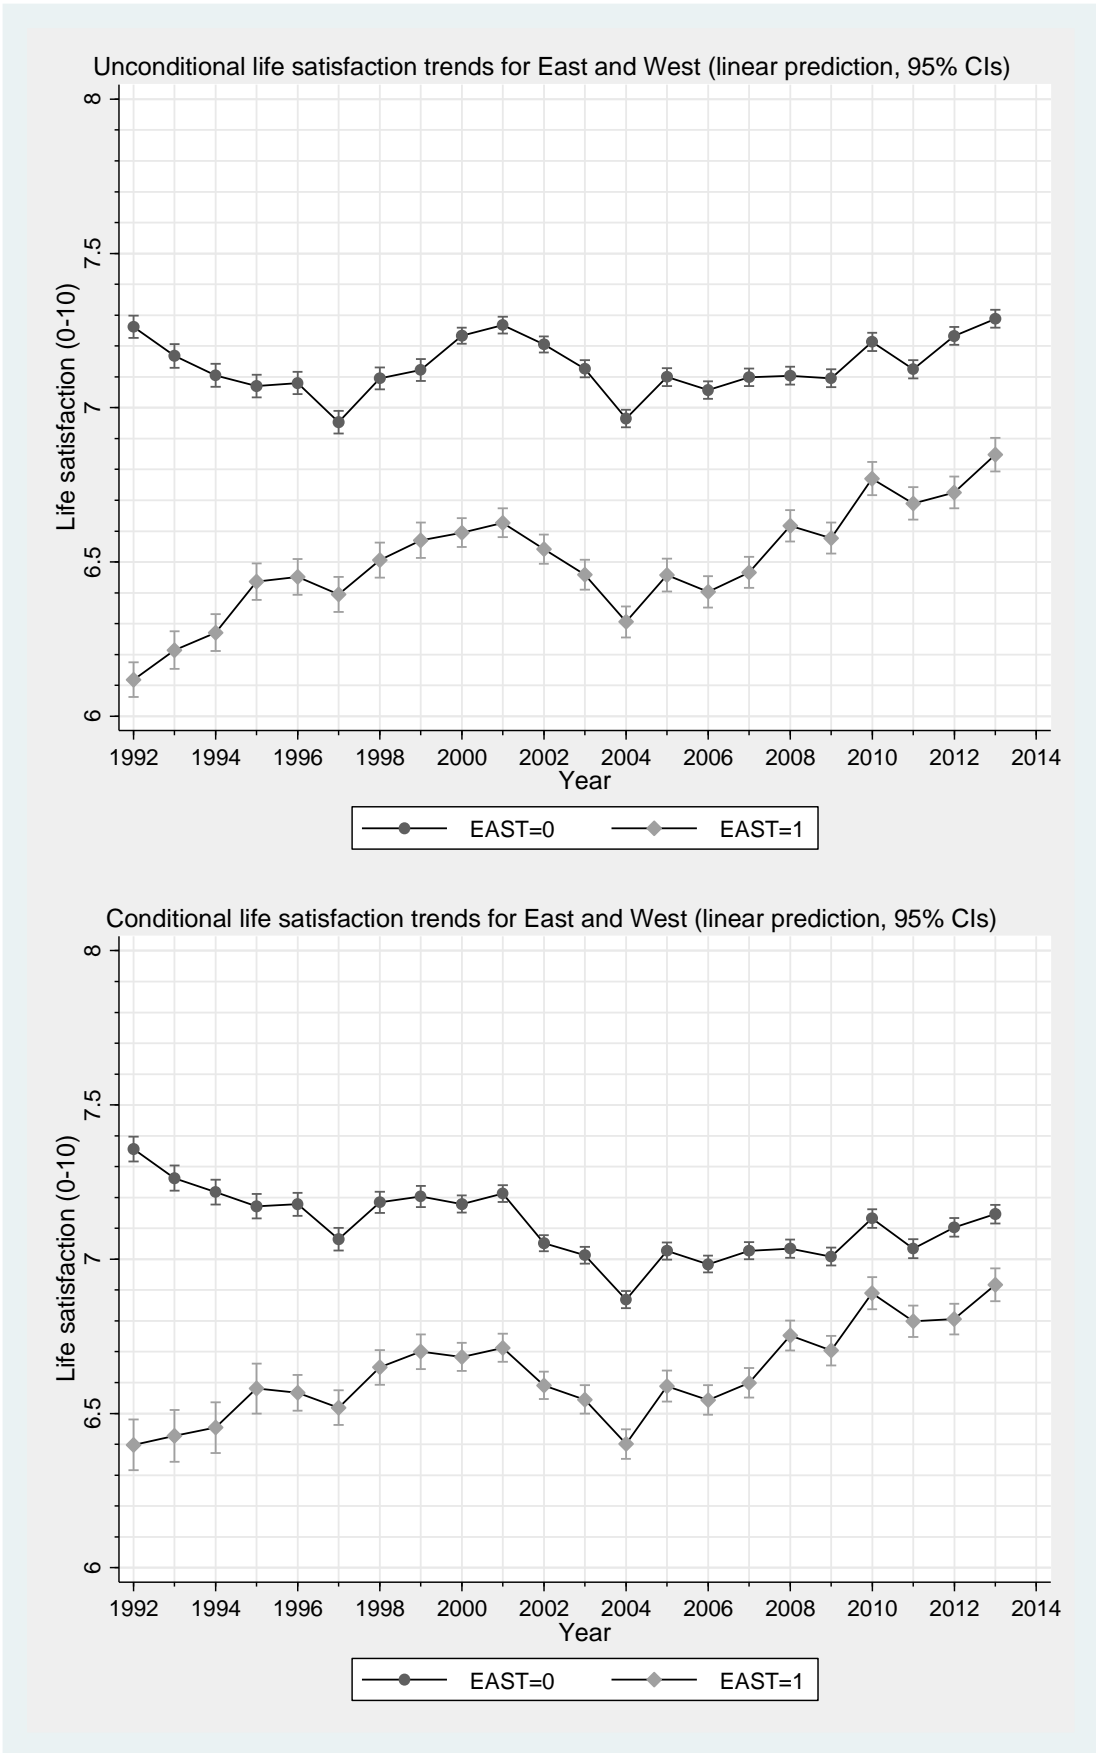 Unconditional life satisfaction trends for East and West (linear prediction, 95% CIs)
Life satisfaction (0-10)
8
7.5
7
6.5
6
1992 1994 1996 1998 2000 2002 2004 2006 2008 2010 2012 2014
Year
EAST=0 EAST=1
Conditional life satisfaction trends for East and West (linear prediction, 95% CIs)
Life satisfaction (0-10)
8
7.5
7
6.5
6
1992 1994 1996 1998 2000 2002 2004 2006 2008 2010 2012 2014
Year
EAST=0 EAST=1